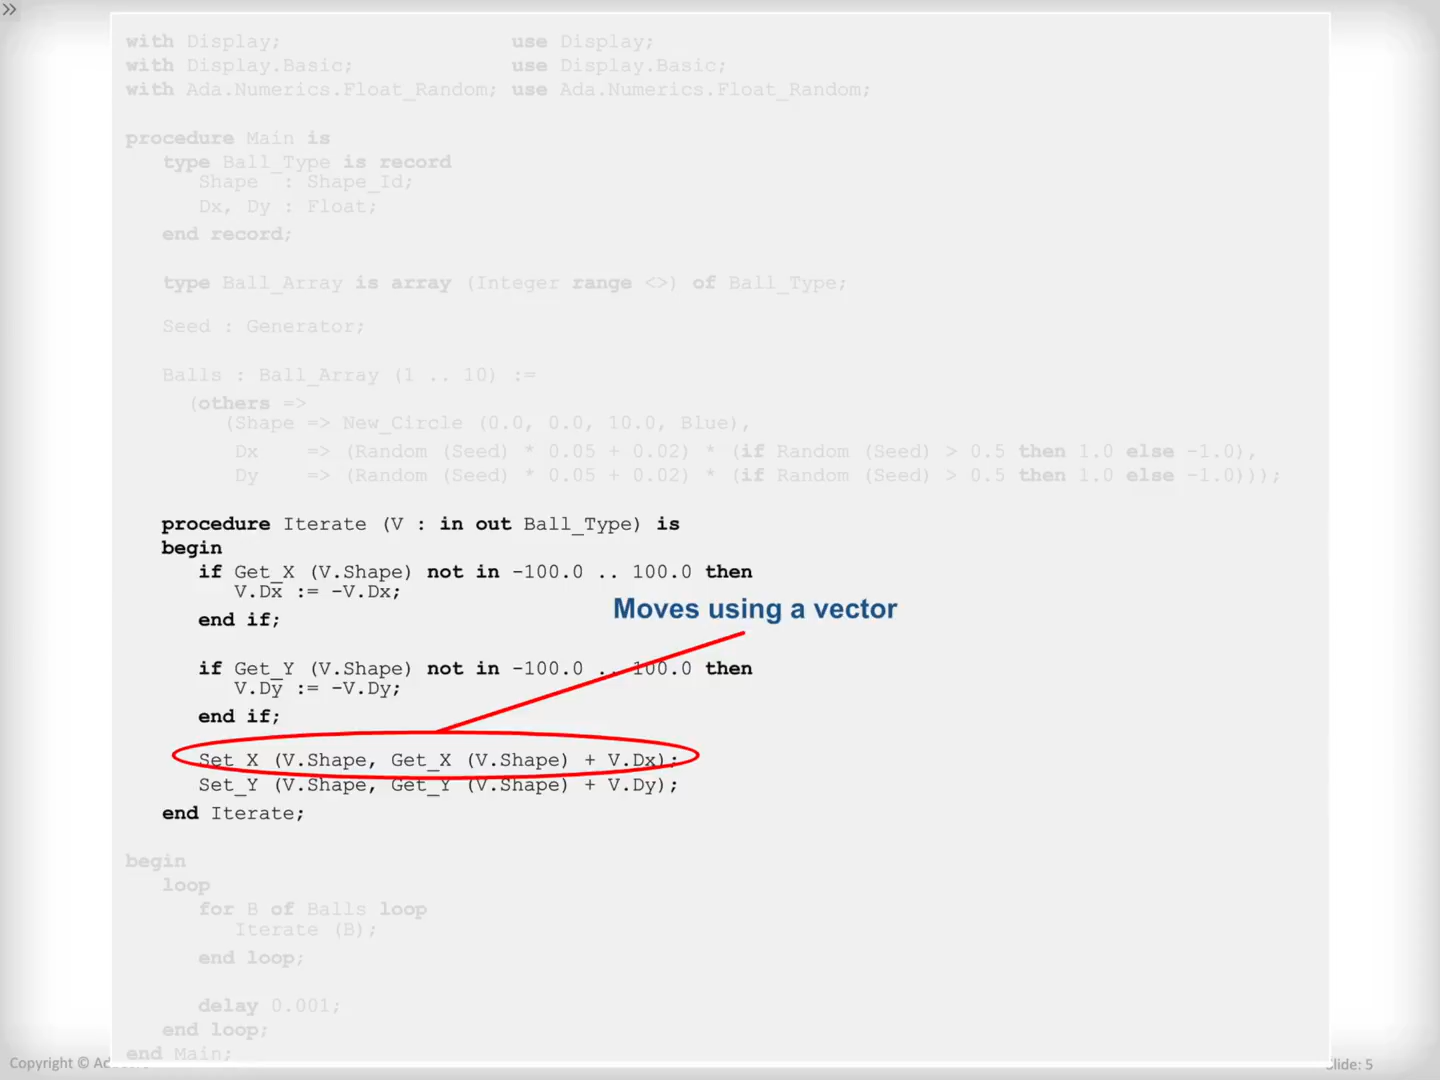 with Display; use Display;
with Display.Basic; use Display.Basic;
with Ada.Numerics.Float_Random; use Ada.Numerics.Float_Random;
procedure Main is
type Ball_Type is record
Shape : Shape_Id;
Dx, Dy : Float;
end record;
type Ball_Array is array (Integer range <>) of Ball_Type;
Seed : Generator;
Balls : Ball_Array (1 .. 10) :=
(others =>
(Shape => New_Circle (0.0, 0.0, 10.0, Blue),
Dx => (Random (Seed) * 0.05 + 0.02) * (if Random (Seed) > 0.5 then 1.0 else -1.0),
Dy => (Random (Seed) * 0.05 + 0.02) * (if Random (Seed) > 0.5 then 1.0 else -1.0)));
procedure Iterate (V : in out Ball_Type) is
begin
if Get_X (V.Shape) not in -100.0 .. 100.0 then
V.Dx := -V.Dx;
Moves using a vector
end if;
if Get_Y (V.Shape) not in -100.0 .. 100.0 then
V.Dy := -V.Dy;
end if;
Set_X (V.Shape, Get_X (V.Shape) + V.Dx);
Set_Y (V.Shape, Get_Y (V.Shape) + V.Dy);
end Iterate;
begin
loop
for B of Balls loop
Iterate (B);
end loop;
delay 0.001;
end loop;
end Main;
Copyright ©
Slide: 5